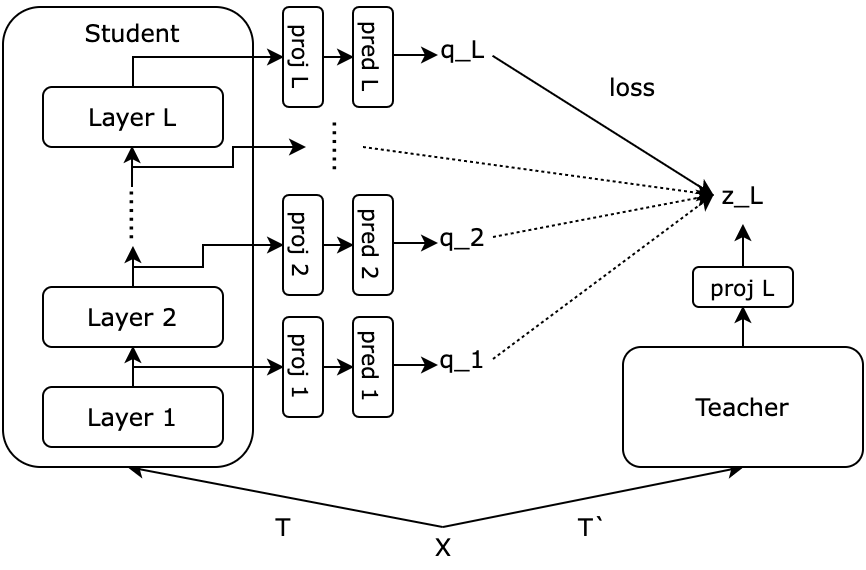 Student
proj L
pred L
q_L
loss
Layer L
z_L
proj 2
pred 2
q_2
proj L
Layer 2
proj 1
pred 1
q_1
Layer 1
Teacher
T
T`
X